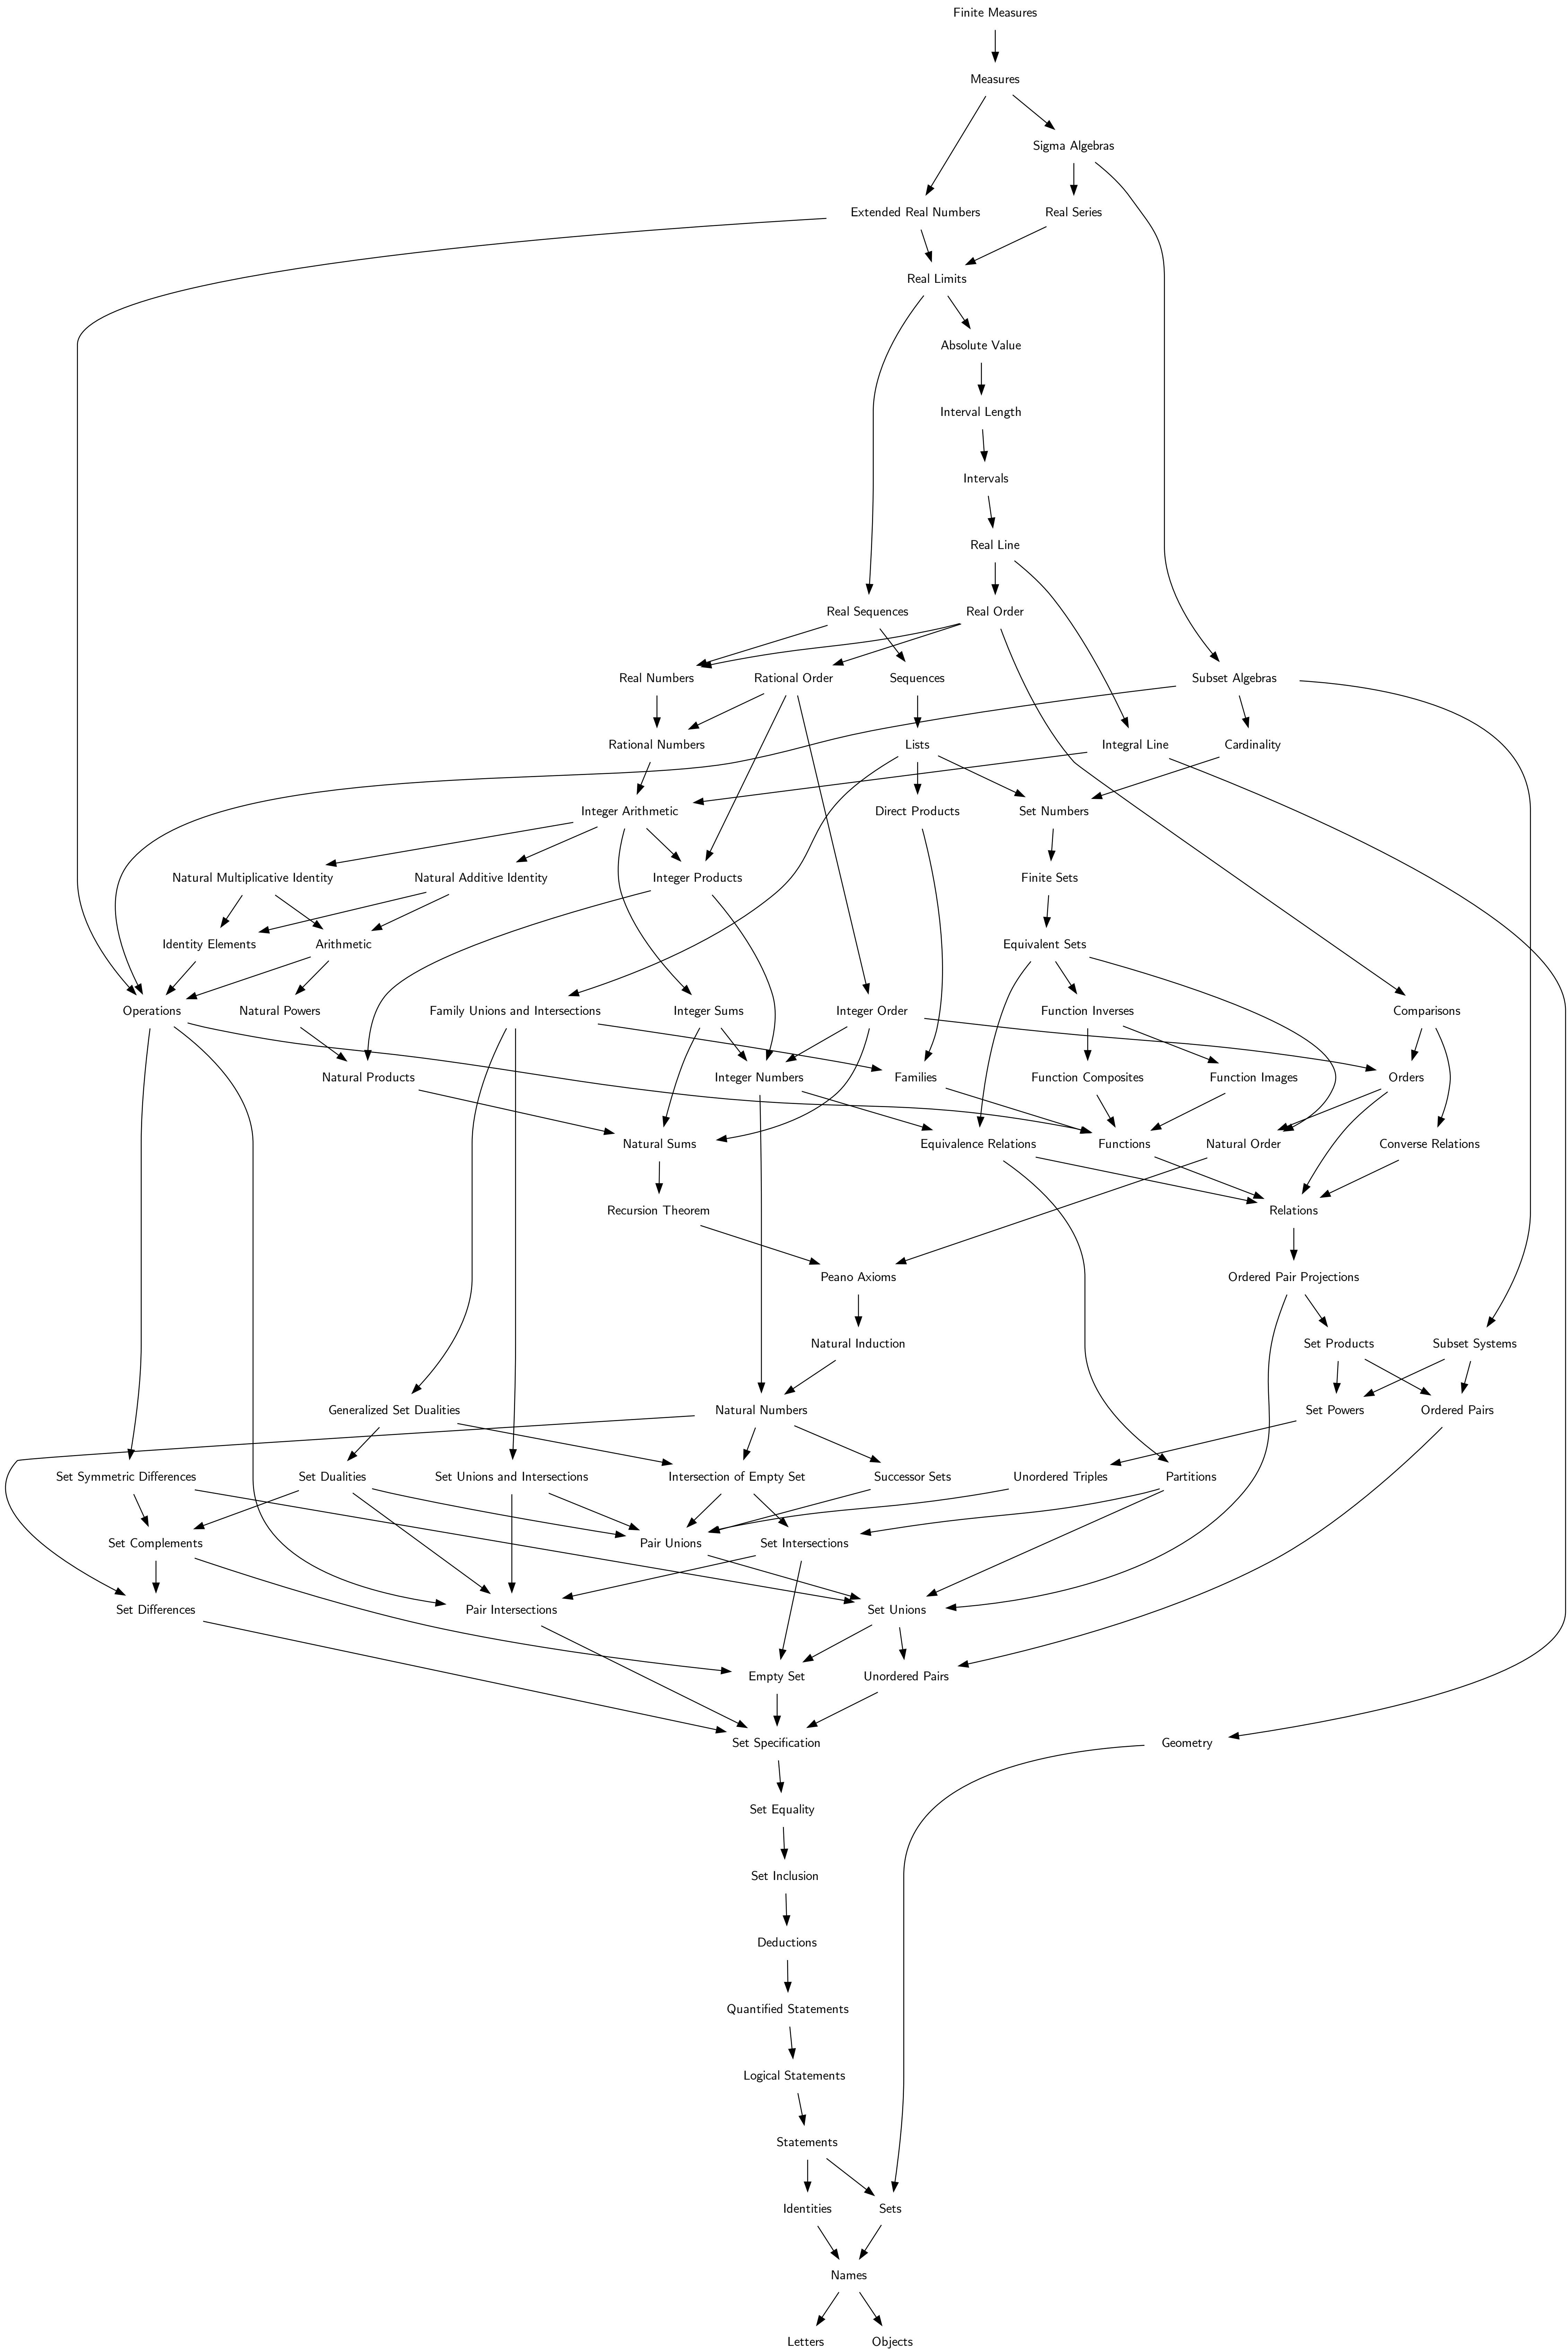 Finite Measures
Measures
Sigma Algebras
Extended Real Numbers
Real Series
Real Limits
Absolute Value
Interval Length
Intervals
Real Line
Real Sequences
Real Order
Real Numbers
Rational Order
Sequences
Subset Algebras
Rational Numbers
Lists
Integral Line
Cardinality
Integer Arithmetic
Direct Products
Set Numbers
Natural Multiplicative Identity
Natural Additive Identity
Integer Products
Finite Sets
Identity Elements
Arithmetic
Equivalent Sets
Operations
Natural Powers
Family Unions and Intersections
Integer Sums
Integer Order
Function Inverses
Comparisons
Natural Products
Integer Numbers
Families
Function Composites
Function Images
Orders
Natural Sums
Equivalence Relations
Functions
Natural Order
Converse Relations
Recursion Theorem
Relations
Peano Axioms
Ordered Pair Projections
Natural Induction
Set Products
Subset Systems
Generalized Set Dualities
Natural Numbers
Set Powers
Ordered Pairs
Set Symmetric Differences
Set Dualities
Set Unions and Intersections
Intersection of Empty Set
Successor Sets
Unordered Triples
Partitions
Set Complements
Pair Unions
Set Intersections
Set Differences
Pair Intersections
Set Unions
Empty Set
Unordered Pairs
Set Specification
Geometry
Set Equality
Set Inclusion
Deductions
Quantified Statements
Logical Statements
Statements
Identities
Sets
Names
Letters
Objects